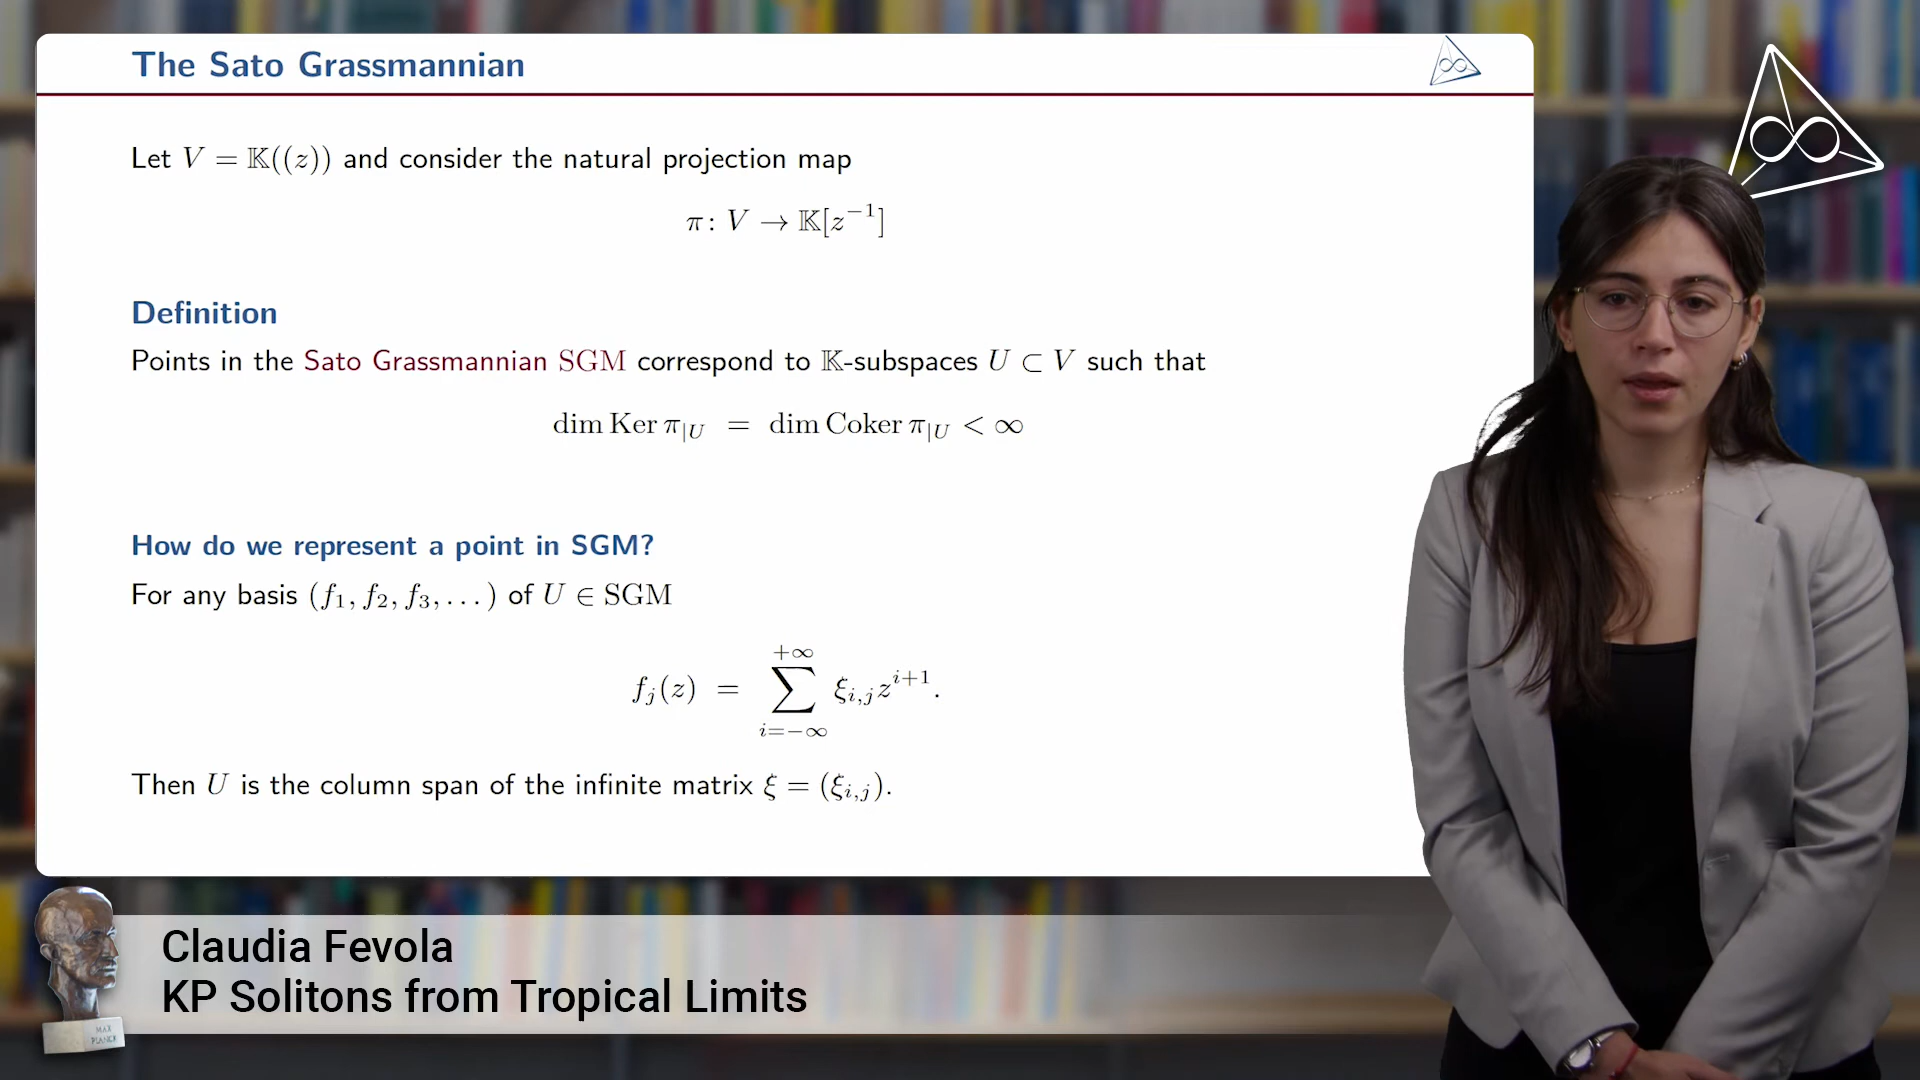 The Sato Grassmannian
Let V = 𝕂((z)) and consider the natural projection map
π: V → 𝕂[z⁻¹]
Definition
Points in the Sato Grassmannian SGM correspond to 𝕂-subspaces U ⊂ V such that
dim Ker π|U = dim Coker π|U < ∞
How do we represent a point in SGM?
For any basis (f₁, f₂, f₃, . . . ) of U ∈ SGM
fⱼ(z) = ∑_{i=−∞}^{+∞} ξᵢ,ⱼ zⁱ⁺¹.
Then U is the column span of the infinite matrix ξ = (ξᵢ,ⱼ).
Claudia Fevola
KP Solitons from Tropical Limits
MAX
PLANCK